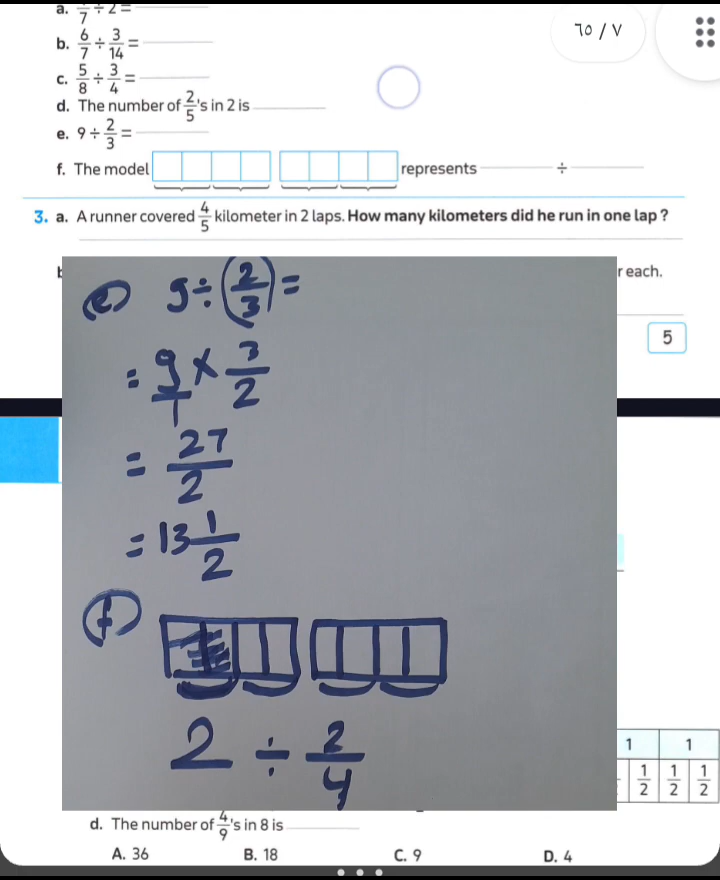 a. /7 ÷ 2 =
٦٥ / ٧
b. 6/7 ÷ 3/14 =
c. 5/8 ÷ 3/4 =
d. The number of 2/5's in 2 is
e. 9 ÷ 2/3 =
f. The model represents ÷
3. a. A runner covered 4/5 kilometer in 2 laps. How many kilometers did he run in one lap ?
r each.
5
e 9 ÷ (2/3) =
= 9/1 × 3/2
= 27/2
= 13 1/2
f
2 ÷ 2/4
1 1
1/2 1/2 1/2
d. The number of 4/9's in 8 is
A. 36 B. 18 C. 9 D. 4